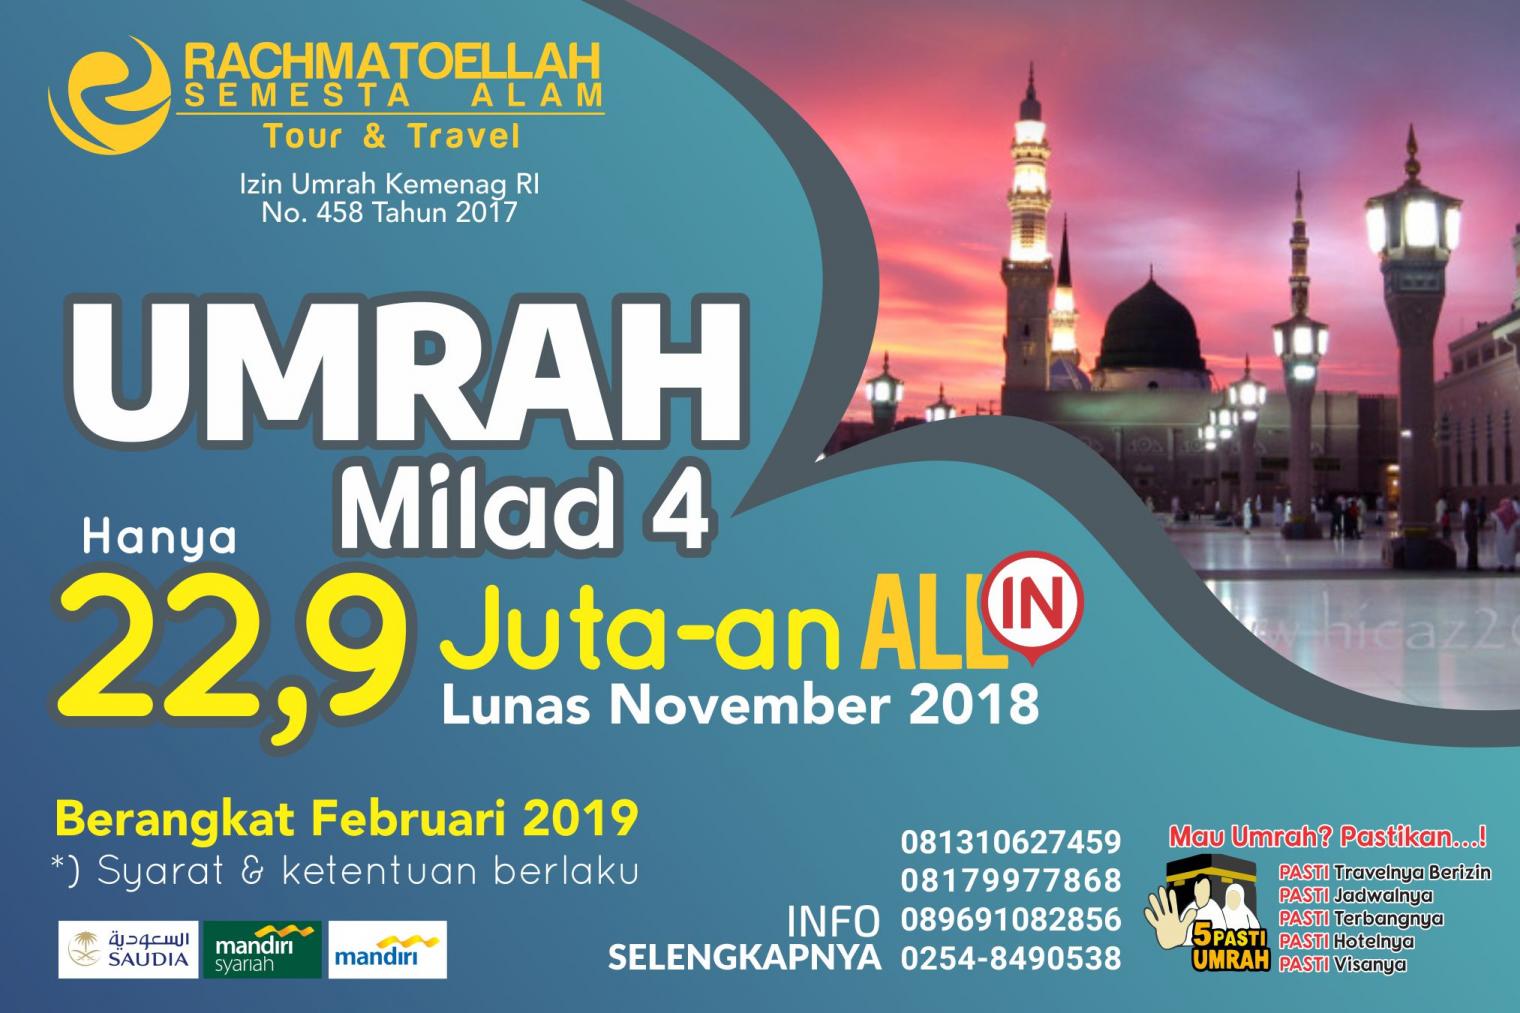 RACHMATOELLAH
SEMESTA ALAM
Tour & Travel
Izin Umrah Kemenag RI
No. 458 Tahun 2017
UMRAH
Milad 4
Hanya
22,9 Juta-an ALL IN
Lunas November 2018
Berangkat Februari 2019
*) Syarat & ketentuan berlaku
السعودية
SAUDIA
mandiri
syariah
mandiri
INFO
SELENGKAPNYA
081310627459
08179977868
089691082856
0254-8490538
Mau Umrah? Pastikan...!
5 PASTI
UMRAH
PASTI Travelnya Berizin
PASTI Jadwalnya
PASTI Terbangnya
PASTI Hotelnya
PASTI Visanya